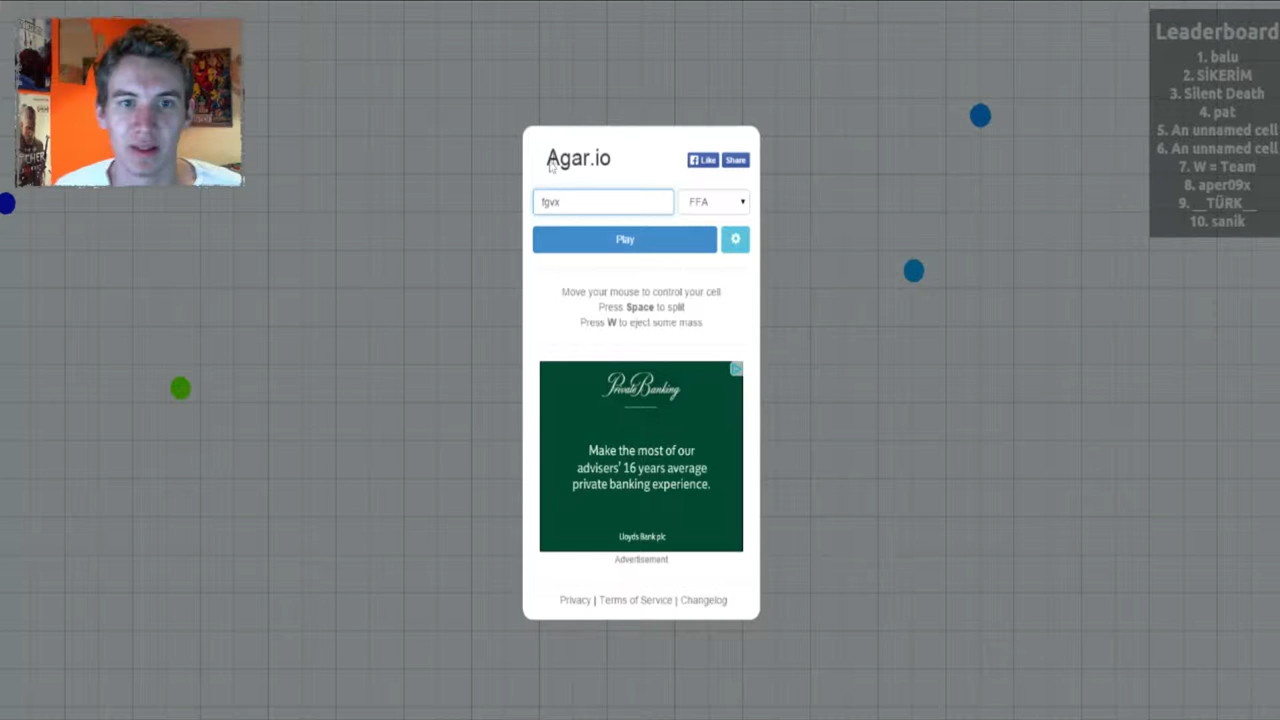 Leaderboard
1. balu
2. SİKERİM
3. Silent Death
4. pat
5. An unnamed cell
6. An unnamed cell
7. W = Team
8. aper09x
9. __TÜRK__
10. sanik
Agar.io
Like Share
fgvx FFA
Play
Move your mouse to control your cell
Press Space to split
Press W to eject some mass
Private Banking
Make the most of our
advisers' 16 years average
private banking experience.
Lloyds Bank plc
Advertisement
Privacy | Terms of Service | Changelog